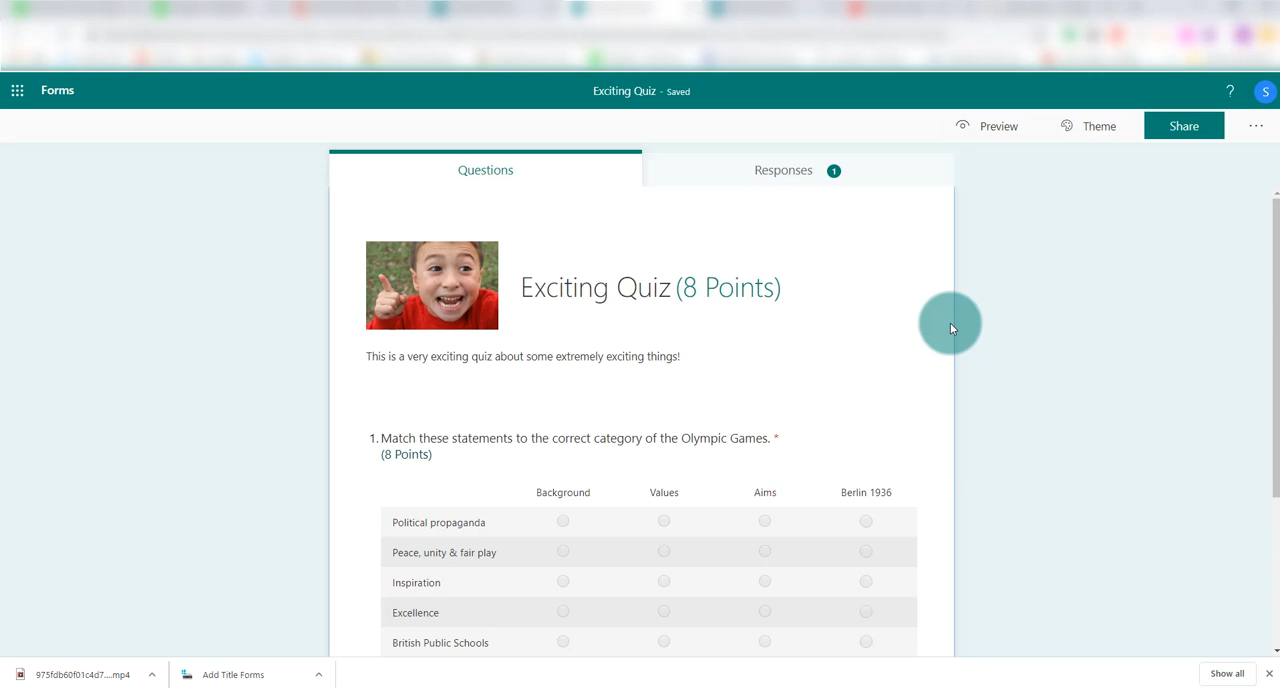 Forms
Exciting Quiz - Saved
?
S
Preview
Theme
Share
...
Questions
Responses 1
Exciting Quiz (8 Points)
This is a very exciting quiz about some extremely exciting things!
1. Match these statements to the correct category of the Olympic Games. *
(8 Points)
Background Values Aims Berlin 1936
Political propaganda
Peace, unity & fair play
Inspiration
Excellence
British Public Schools
975fdb60f01c4d7....mp4
Add Title Forms
Show all